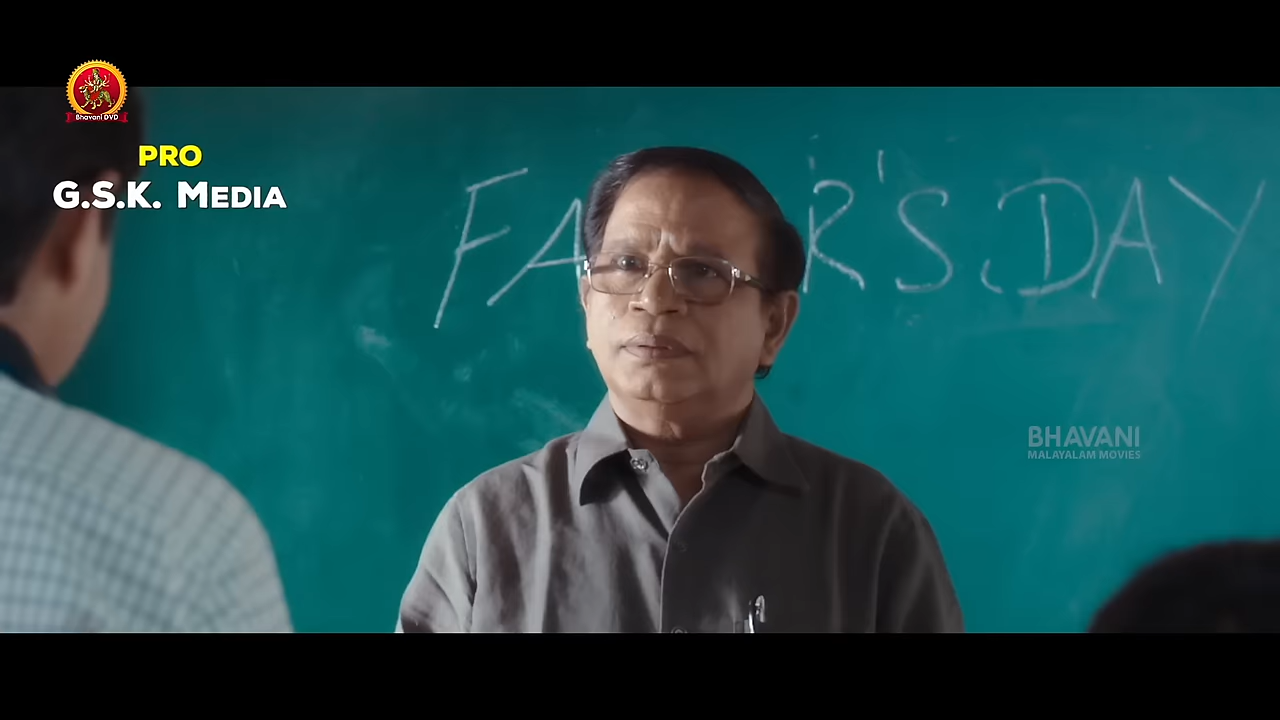 Bhavani DVD
PRO
G.S.K. MEDIA
FA R'S DAY
BHAVANI
MALAYALAM MOVIES